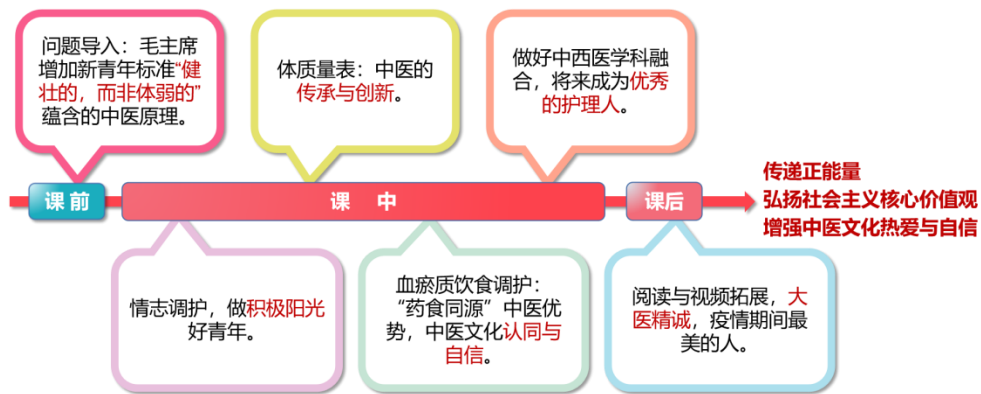 问题导入：毛主席
增加新青年标准“健
壮的，而非体弱的”
蕴含的中医原理。
体质量表：中医的
传承与创新。
做好中西医学科融
合，将来成为优秀
的护理人。
课前
课 中
课后
传递正能量
弘扬社会主义核心价值观
增强中医文化热爱与自信
情志调护，做积极阳光
好青年。
血瘀质饮食调护：
“药食同源”中医优
势，中医文化认同与
自信。
阅读与视频拓展，大
医精诚，疫情期间最
美的人。